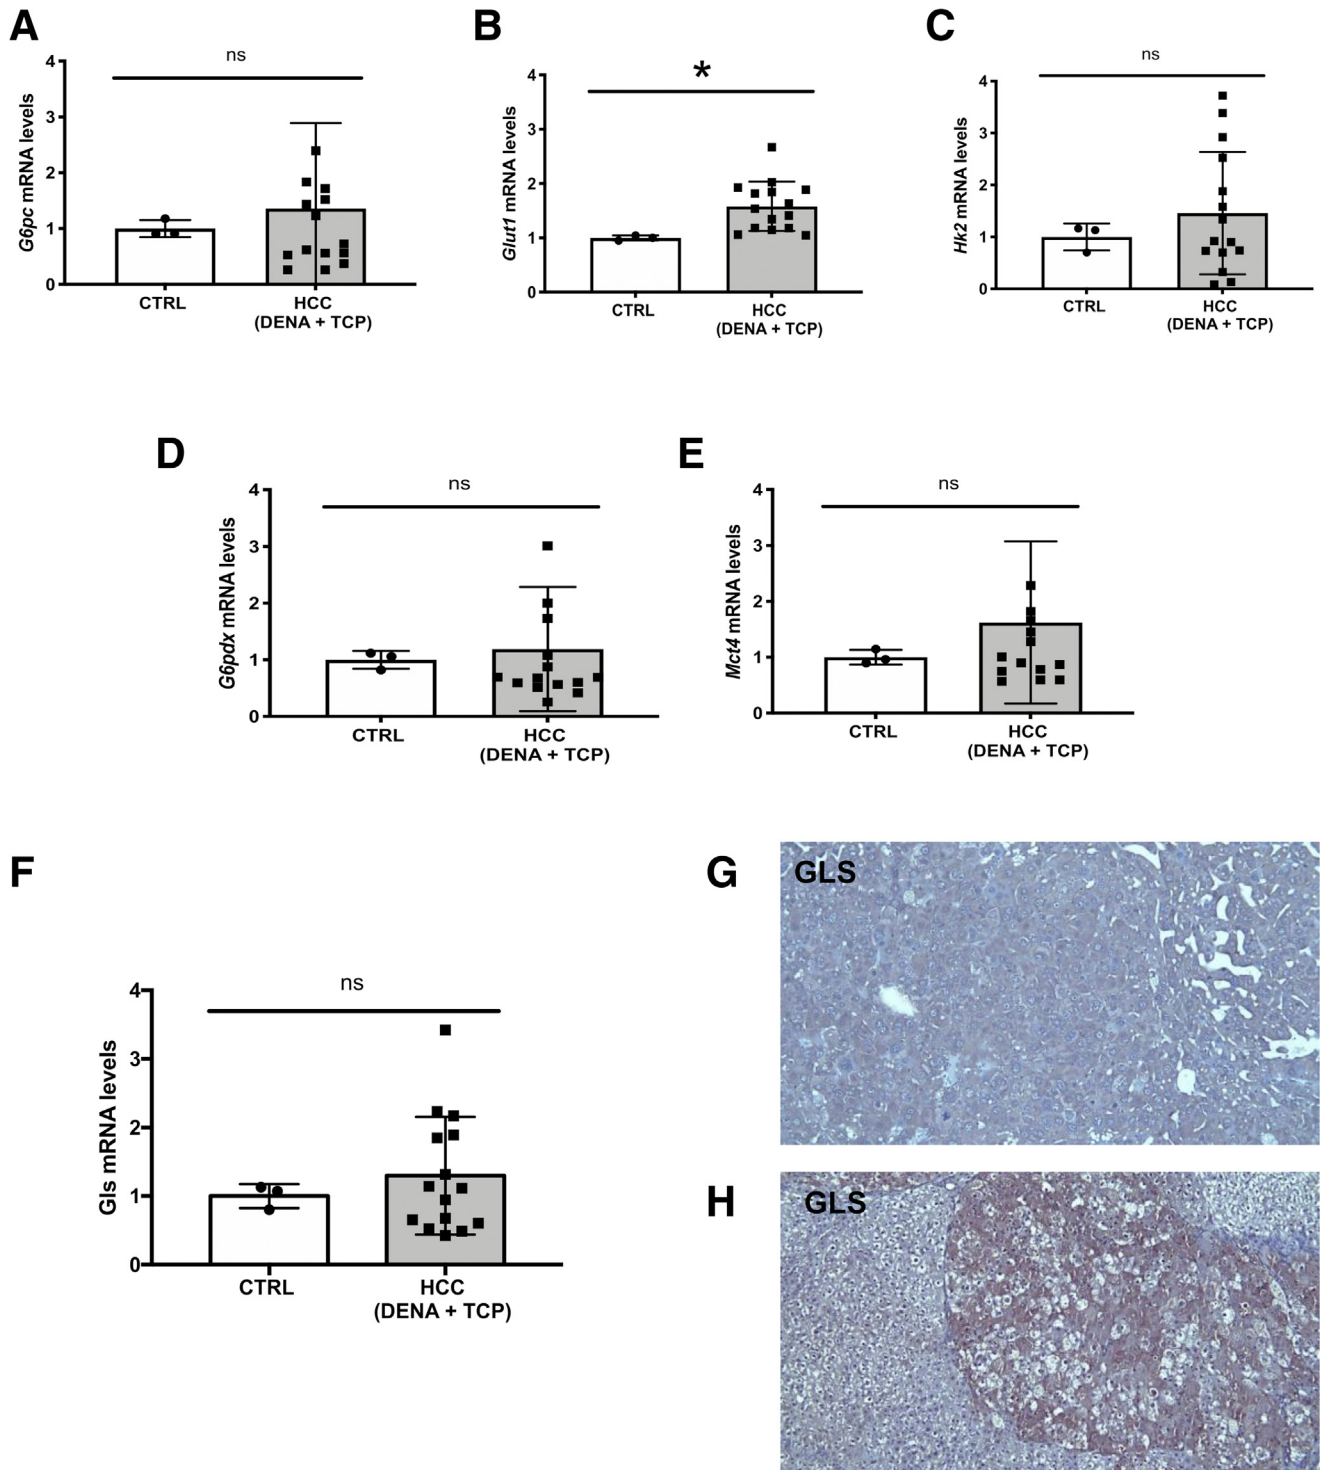 A
ns
G6pc mRNA levels
4
3
2
1
0
CTRL
HCC
(DENA + TCP)
B
*
Glut1 mRNA levels
4
3
2
1
0
CTRL
HCC
(DENA + TCP)
C
ns
Hk2 mRNA levels
4
3
2
1
0
CTRL
HCC
(DENA + TCP)
D
ns
G6pdx mRNA levels
4
3
2
1
0
CTRL
HCC
(DENA + TCP)
E
ns
Mct4 mRNA levels
4
3
2
1
0
CTRL
HCC
(DENA + TCP)
F
ns
Gls mRNA levels
4
3
2
1
0
CTRL
HCC
(DENA + TCP)
G
GLS
H
GLS